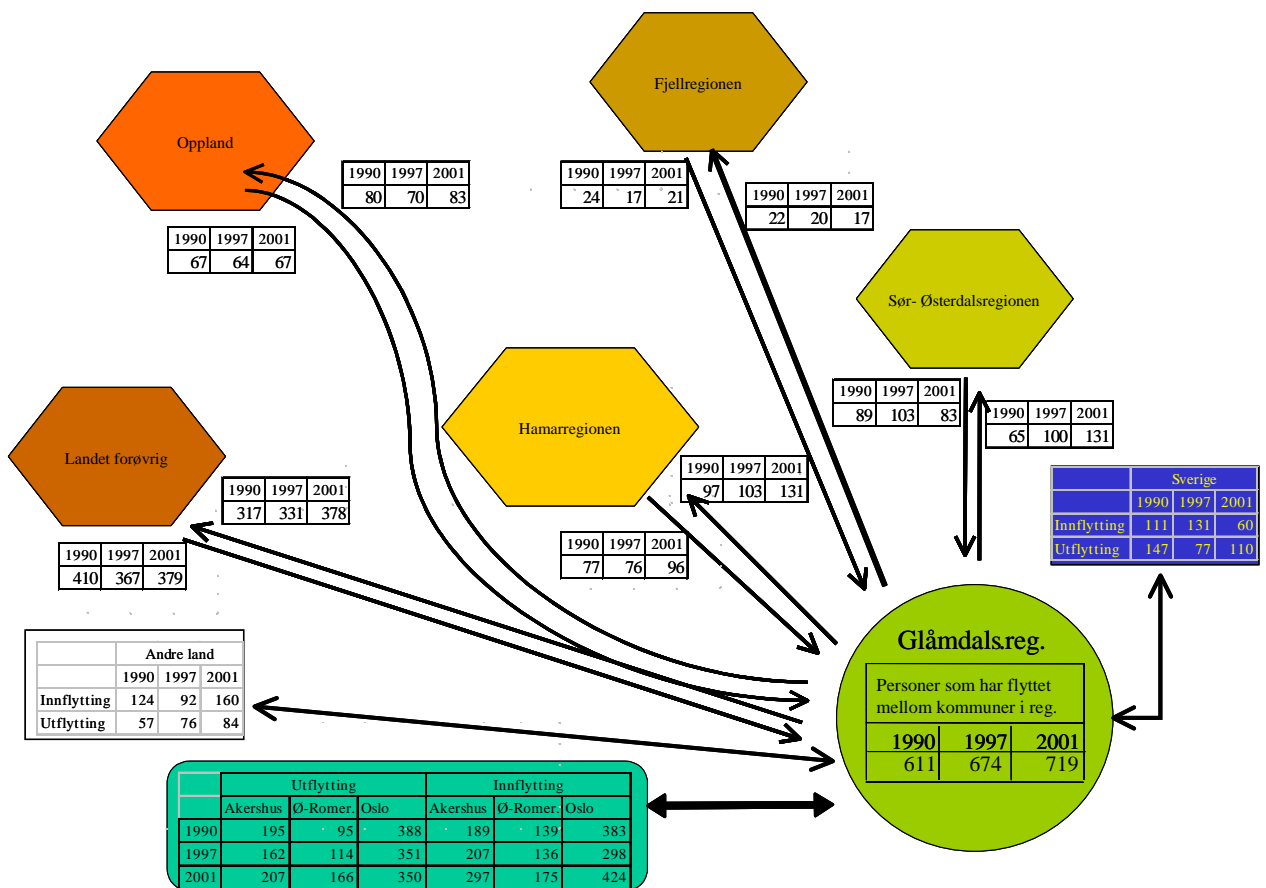 Fjellregionen
Oppland
1990 1997 2001
80 70 83
1990 1997 2001
24 17 21
1990 1997 2001
22 20 17
1990 1997 2001
67 64 67
Sør- Østerdalsregionen
1990 1997 2001
89 103 83
1990 1997 2001
65 100 131
Hamarregionen
Landet forøvrig
1990 1997 2001
97 103 131
1990 1997 2001
317 331 378
1990 1997 2001
77 76 96
1990 1997 2001
410 367 379
Sverige
1990 1997 2001
Innflytting 111 131 60
Utflytting 147 77 110
Andre land
1990 1997 2001
Innflytting 124 92 160
Utflytting 57 76 84
Glåmdals.reg.
Personer som har flyttet
mellom kommuner i reg.
1990 1997 2001
611 674 719
Utflytting Innflytting
Akershus Ø-Romer. Oslo Akershus Ø-Romer. Oslo
1990 195 95 388 189 139 383
1997 162 114 351 207 136 298
2001 207 166 350 297 175 424